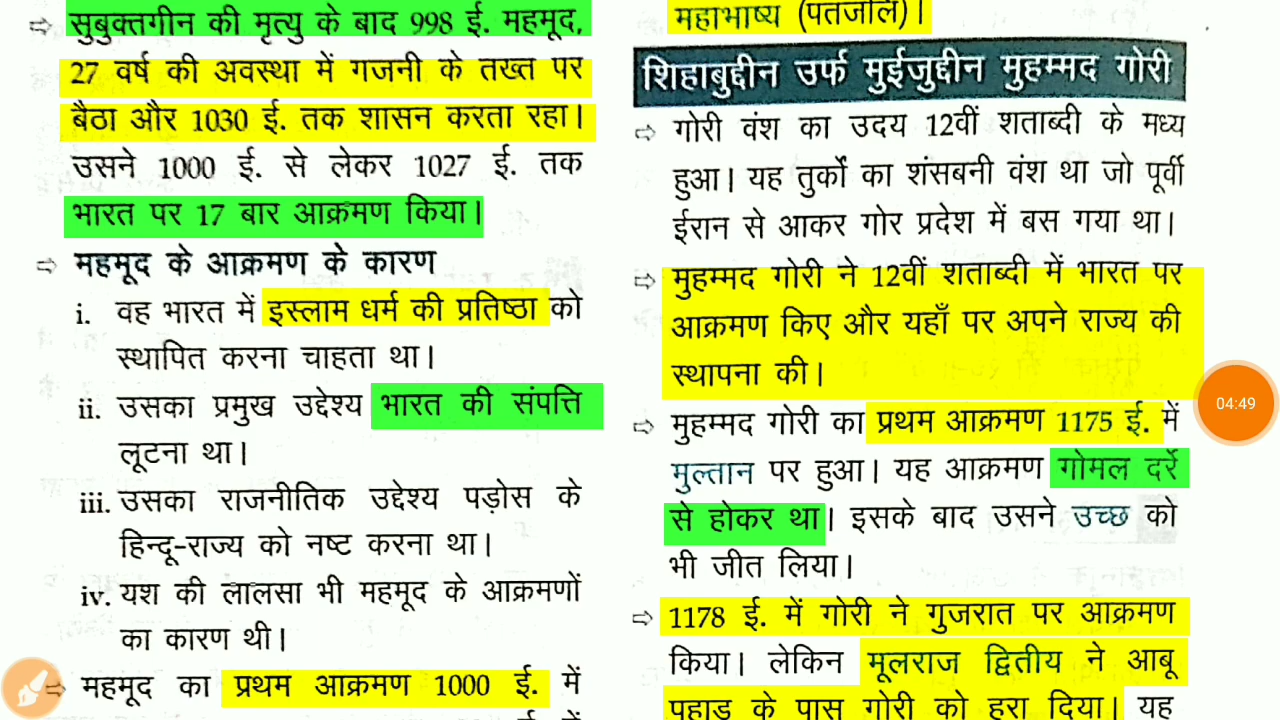 सुबुक्तगीन की मृत्यु के बाद 998 ई. महमूद,
27 वर्ष की अवस्था में गजनी के तख्त पर
बैठा और 1030 ई. तक शासन करता रहा।
उसने 1000 ई. से लेकर 1027 ई. तक
भारत पर 17 बार आक्रमण किया।
महमूद के आक्रमण के कारण
i. वह भारत में इस्लाम धर्म की प्रतिष्ठा को
स्थापित करना चाहता था।
ii. उसका प्रमुख उद्देश्य भारत की संपत्ति
लूटना था।
iii. उसका राजनीतिक उद्देश्य पड़ोस के
हिन्दू-राज्य को नष्ट करना था।
iv. यश की लालसा भी महमूद के आक्रमणों
का कारण थी।
महमूद का प्रथम आक्रमण 1000 ई. में
महाभाष्य (पतंजलि)।
शिहाबुद्दीन उर्फ मुईजुद्दीन मुहम्मद गोरी
गोरी वंश का उदय 12वीं शताब्दी के मध्य
हुआ। यह तुर्कों का शंसबनी वंश था जो पूर्वी
ईरान से आकर गोर प्रदेश में बस गया था।
मुहम्मद गोरी ने 12वीं शताब्दी में भारत पर
आक्रमण किए और यहाँ पर अपने राज्य की
स्थापना की।
मुहम्मद गोरी का प्रथम आक्रमण 1175 ई. में
मुल्तान पर हुआ। यह आक्रमण गोमल दर्रे
से होकर था। इसके बाद उसने उच्छ को
भी जीत लिया।
1178 ई. में गोरी ने गुजरात पर आक्रमण
किया। लेकिन मूलराज द्वितीय ने आबू
पहाड़ के पास गोरी को हरा दिया। यह
04:49